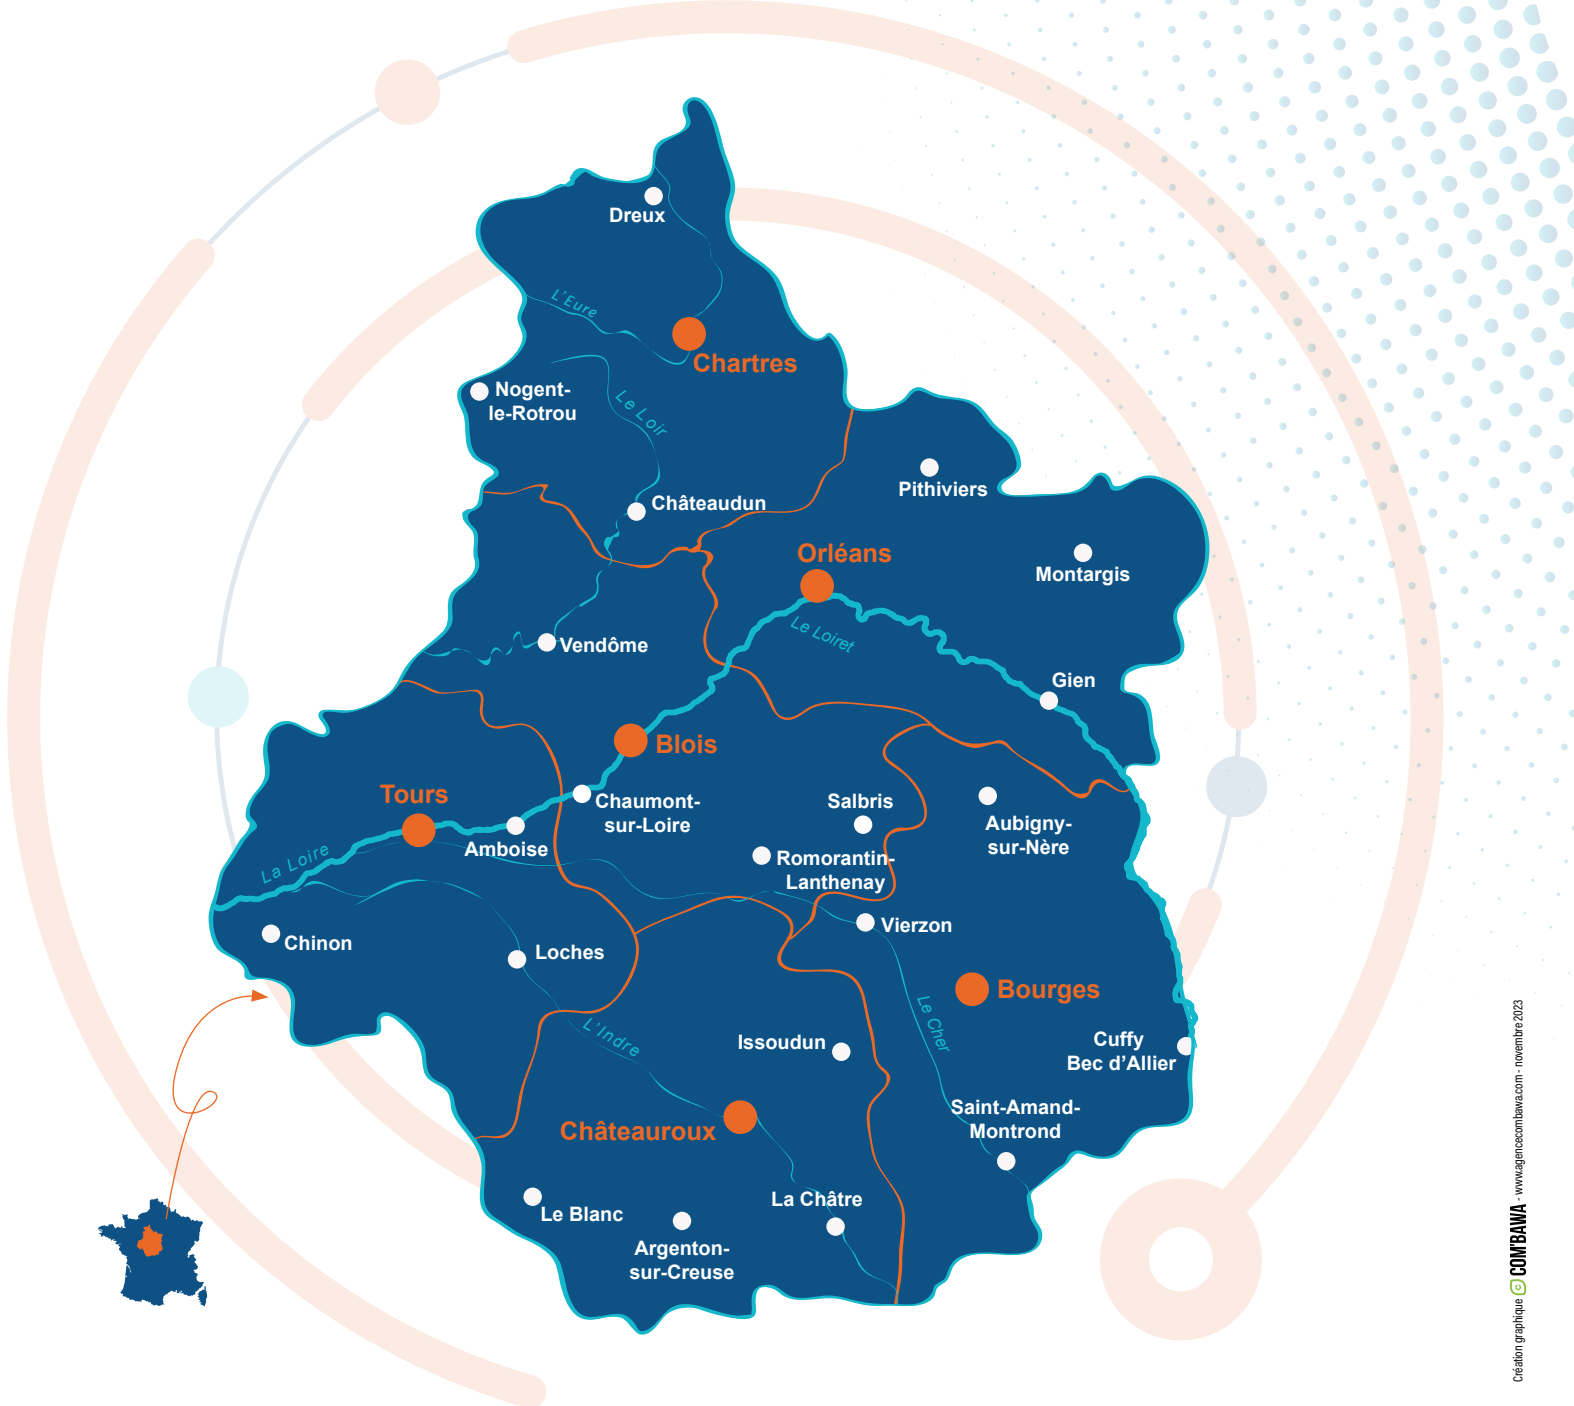 Dreux
L'Eure
Chartres
Nogent-
le-Rotrou
Le Loir
Pithiviers
Châteaudun
Orléans
Montargis
Le Loiret
Vendôme
Gien
Blois
Tours
Chaumont-
sur-Loire
Salbris
Aubigny-
sur-Nère
Amboise
La Loire
Romorantin-
Lanthenay
Vierzon
Chinon
Loches
Bourges
Le Cher
L'Indre
Issoudun
Cuffy
Bec d'Allier
Saint-Amand-
Montrond
Châteauroux
La Châtre
Le Blanc
Argenton-
sur-Creuse
Création graphique © COM'BAWA - www.agencecombawa.com - novembre 2023